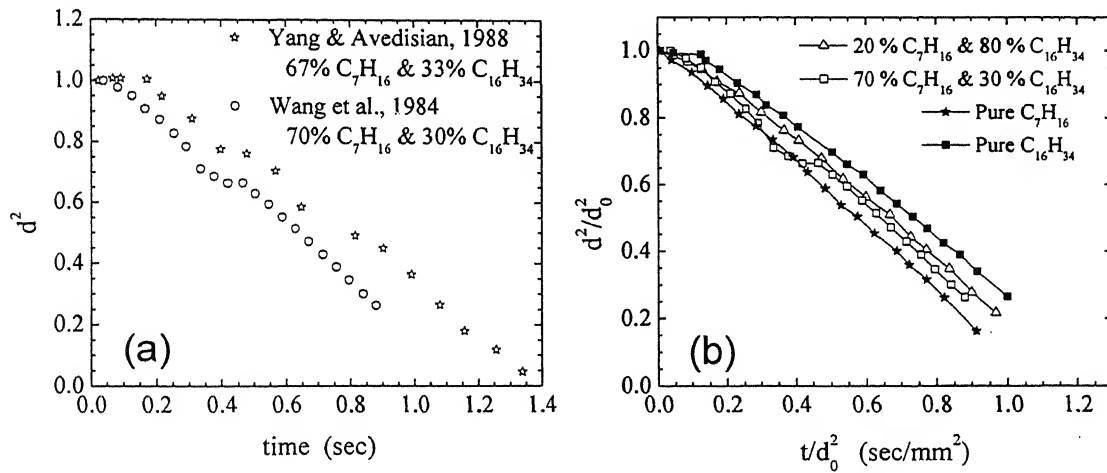 Yang & Avedisian, 1988
67% C₇H₁₆ & 33% C₁₆H₃₄
Wang et al., 1984
70% C₇H₁₆ & 30% C₁₆H₃₄
d²
1.0
0.8
0.6
0.4
0.2
0.0
(a)
0.0 0.2 0.4 0.6 0.8 1.0 1.2 1.4
time (sec)
20 % C₇H₁₆ & 80 % C₁₆H₃₄
70 % C₇H₁₆ & 30 % C₁₆H₃₄
Pure C₇H₁₆
Pure C₁₆H₃₄
d²/d₀²
1.0
0.8
0.6
0.4
0.2
0.0
(b)
0.0 0.2 0.4 0.6 0.8 1.0 1.2
t/d₀² (sec/mm²)